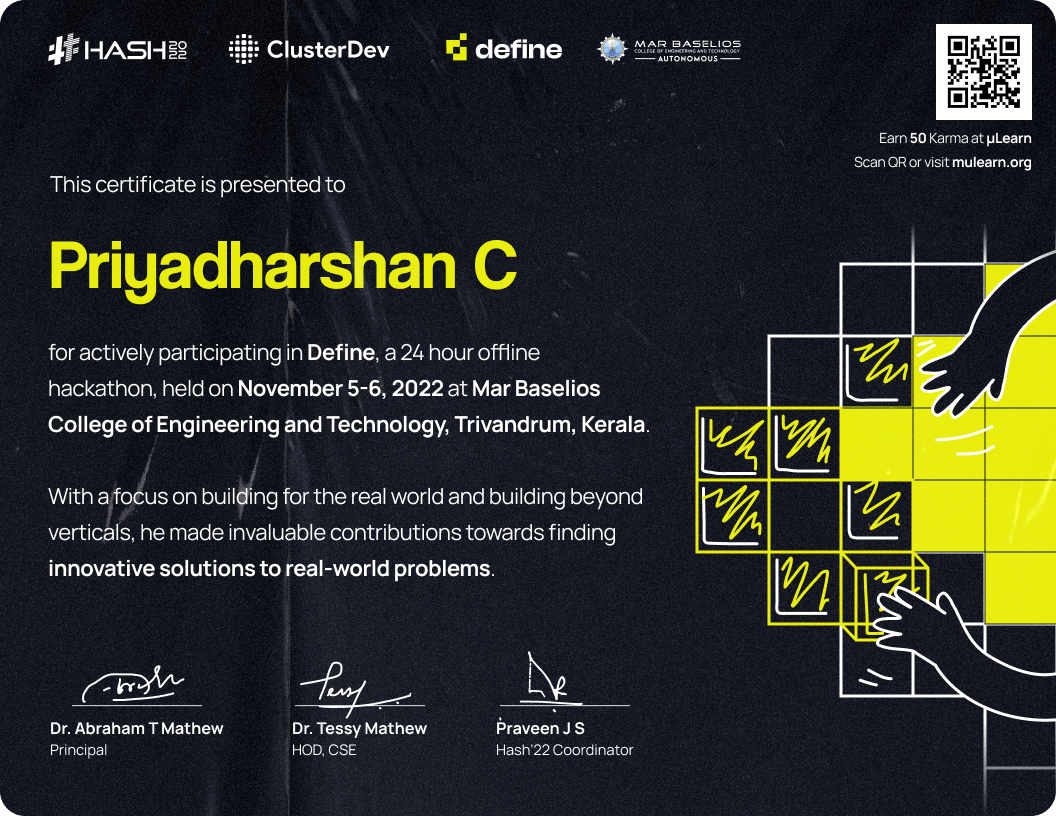 HASH 2022
ClusterDev
define
MAR BASELIOS
COLLEGE OF ENGINEERING AND TECHNOLOGY
AUTONOMOUS
Earn 50 Karma at µLearn
Scan QR or visit mulearn.org
This certificate is presented to
Priyadharshan C
for actively participating in Define, a 24 hour offline
hackathon, held on November 5-6, 2022 at Mar Baselios
College of Engineering and Technology, Trivandrum, Kerala.
With a focus on building for the real world and building beyond
verticals, he made invaluable contributions towards finding
innovative solutions to real-world problems.
Tessy
Dr. Abraham T Mathew
Principal
Dr. Tessy Mathew
HOD, CSE
Praveen J S
Hash'22 Coordinator